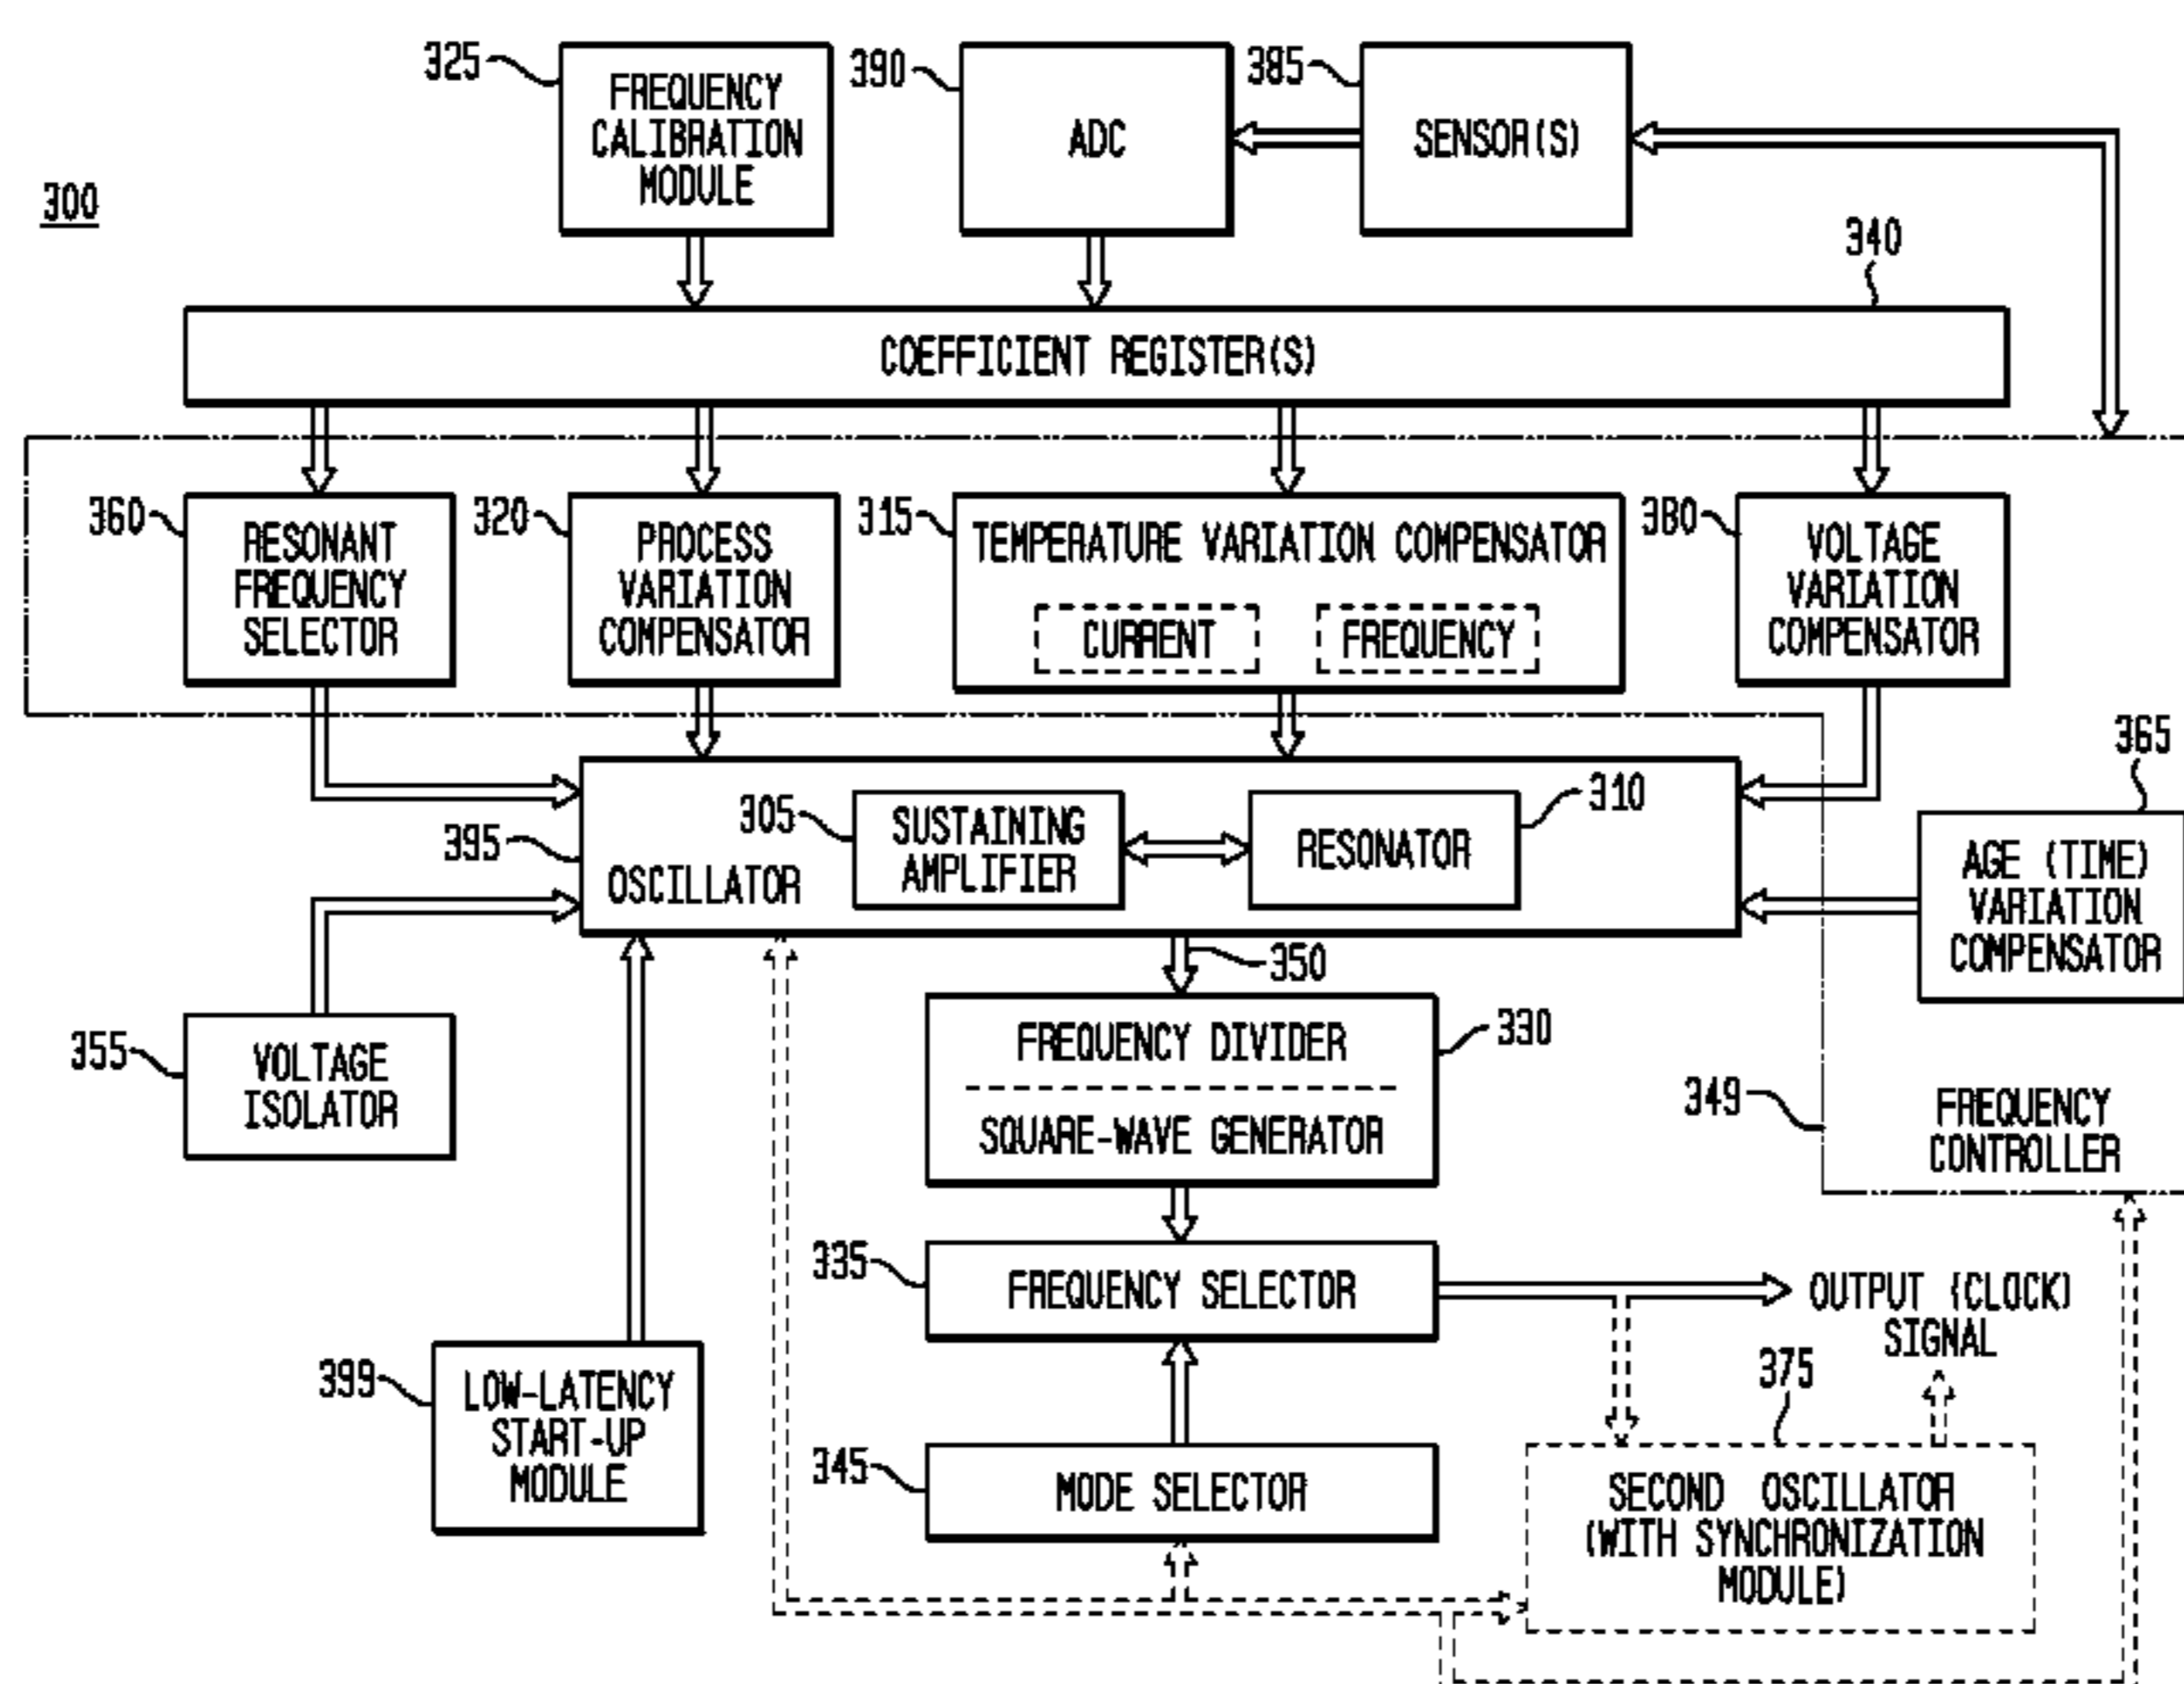 325
FREQUENCY
CALIBRATION
MODULE
390
ADC
385
SENSOR(S)
300
340
COEFFICIENT REGISTER(S)
360
RESONANT
FREQUENCY
SELECTOR
320
PROCESS
VARIATION
COMPENSATOR
315
TEMPERATURE VARIATION COMPENSATOR
CURRENT
FREQUENCY
380
VOLTAGE
VARIATION
COMPENSATOR
365
AGE (TIME)
VARIATION
COMPENSATOR
395
OSCILLATOR
305
SUSTAINING
AMPLIFIER
310
RESONATOR
350
355
VOLTAGE
ISOLATOR
330
FREQUENCY DIVIDER
SQUARE-WAVE GENERATOR
349
FREQUENCY
CONTROLLER
335
FREQUENCY SELECTOR
OUTPUT (CLOCK)
SIGNAL
399
LOW-LATENCY
START-UP
MODULE
345
MODE SELECTOR
375
SECOND OSCILLATOR
(WITH SYNCHRONIZATION
MODULE)